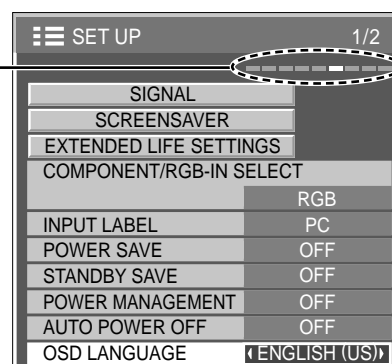 SET UP 1/2
SIGNAL
SCREENSAVER
EXTENDED LIFE SETTINGS
COMPONENT/RGB-IN SELECT
RGB
INPUT LABEL PC
POWER SAVE OFF
STANDBY SAVE OFF
POWER MANAGEMENT OFF
AUTO POWER OFF OFF
OSD LANGUAGE ENGLISH (US)